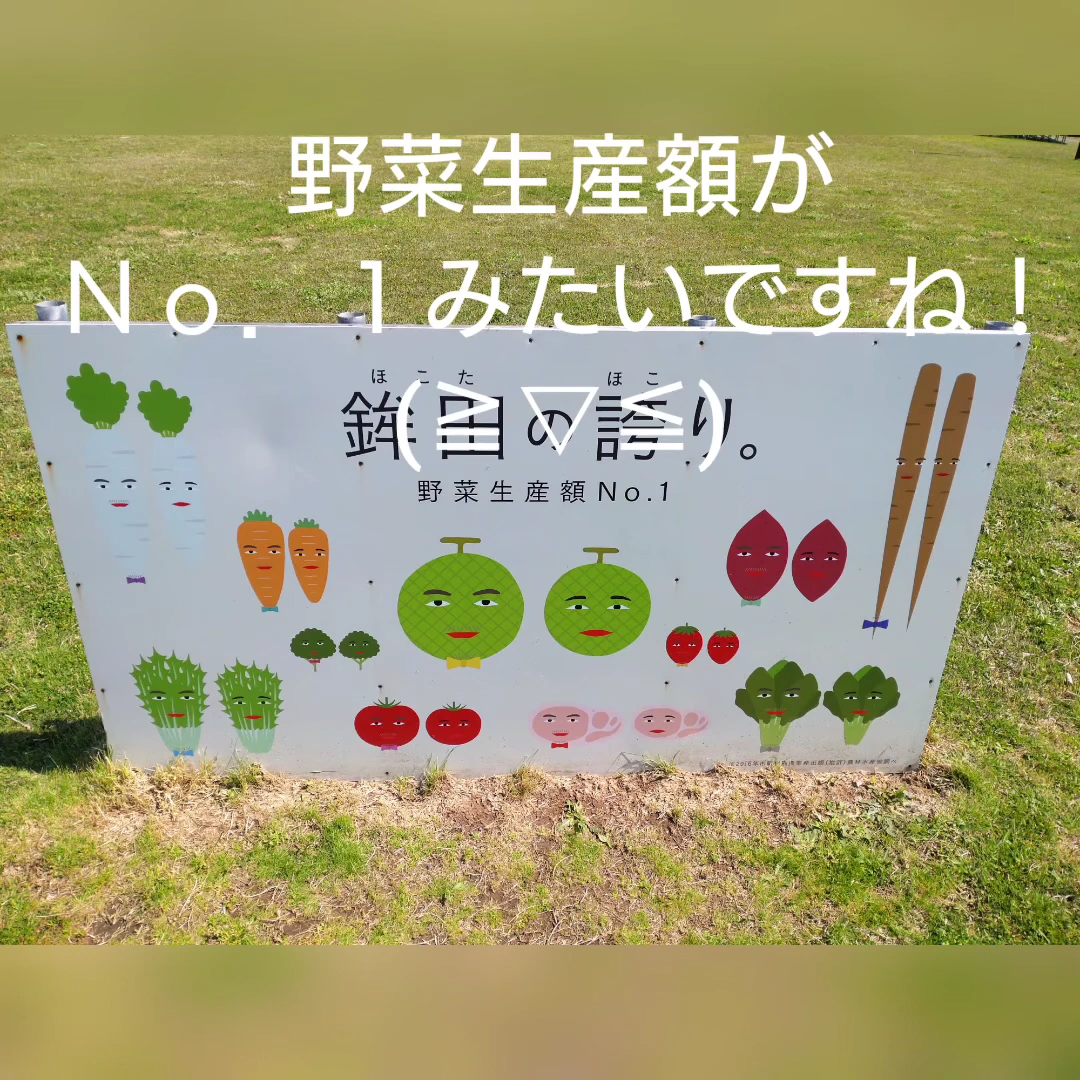 野菜生産額が
Ｎｏ．１みたいですね！
(≧▽≦)
ほこた ほこ
鉾田の誇り。
野菜生産額No.1